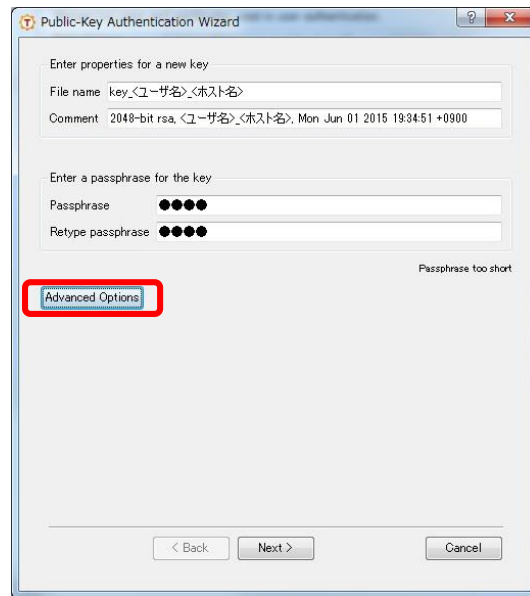 Public-Key Authentication Wizard
Enter properties for a new key
File name key_<ユーザ名>_<ホスト名>
Comment 2048-bit rsa, <ユーザ名>_<ホスト名>, Mon Jun 01 2015 19:34:51 +0900
Enter a passphrase for the key
Passphrase ●●●●
Retype passphrase ●●●●
Passphrase too short
Advanced Options
< Back Next > Cancel